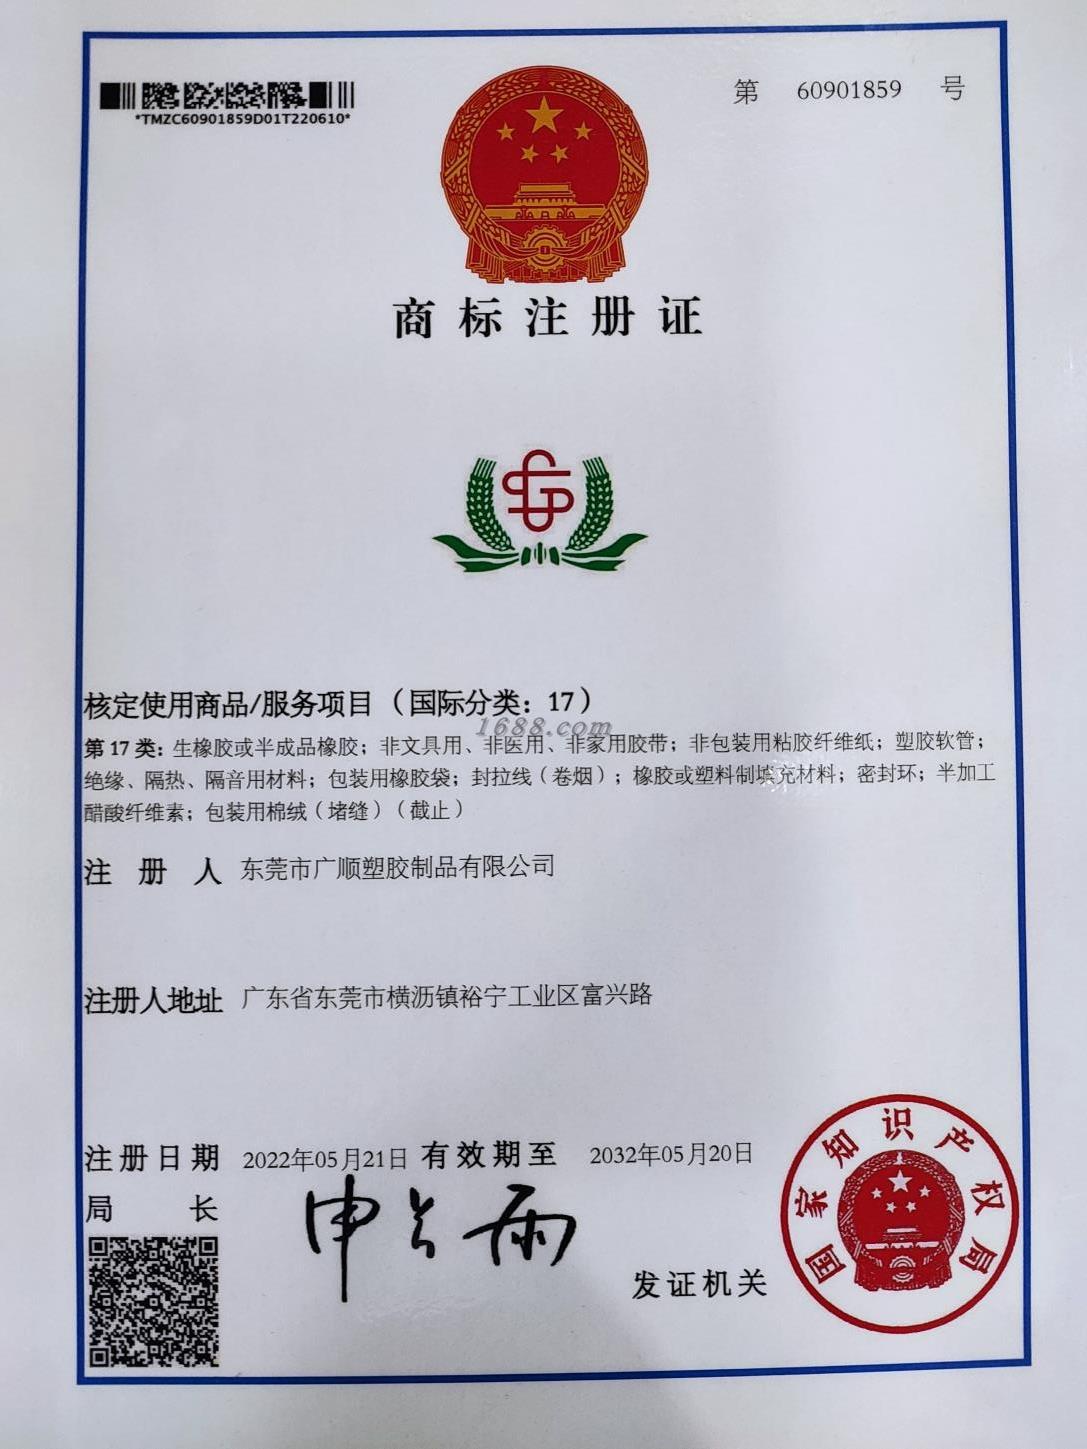 *TMZC60901859D01T220610*
第 60901859 号
商标注册证
核定使用商品/服务项目（国际分类：17）
1688.com
第 17 类：生橡胶或半成品橡胶；非文具用、非医用、非家用胶带；非包装用粘胶纤维纸；塑胶软管；
绝缘、隔热、隔音用材料；包装用橡胶袋；封拉线（卷烟）；橡胶或塑料制填充材料；密封环；半加工
醋酸纤维素；包装用棉绒（堵缝）（截止）
注册人 东莞市广顺塑胶制品有限公司
注册人地址 广东省东莞市横沥镇裕宁工业区富兴路
注册日期 2022年05月21日 有效期至 2032年05月20日
局长 申长雨
发证机关
国家知识产权局